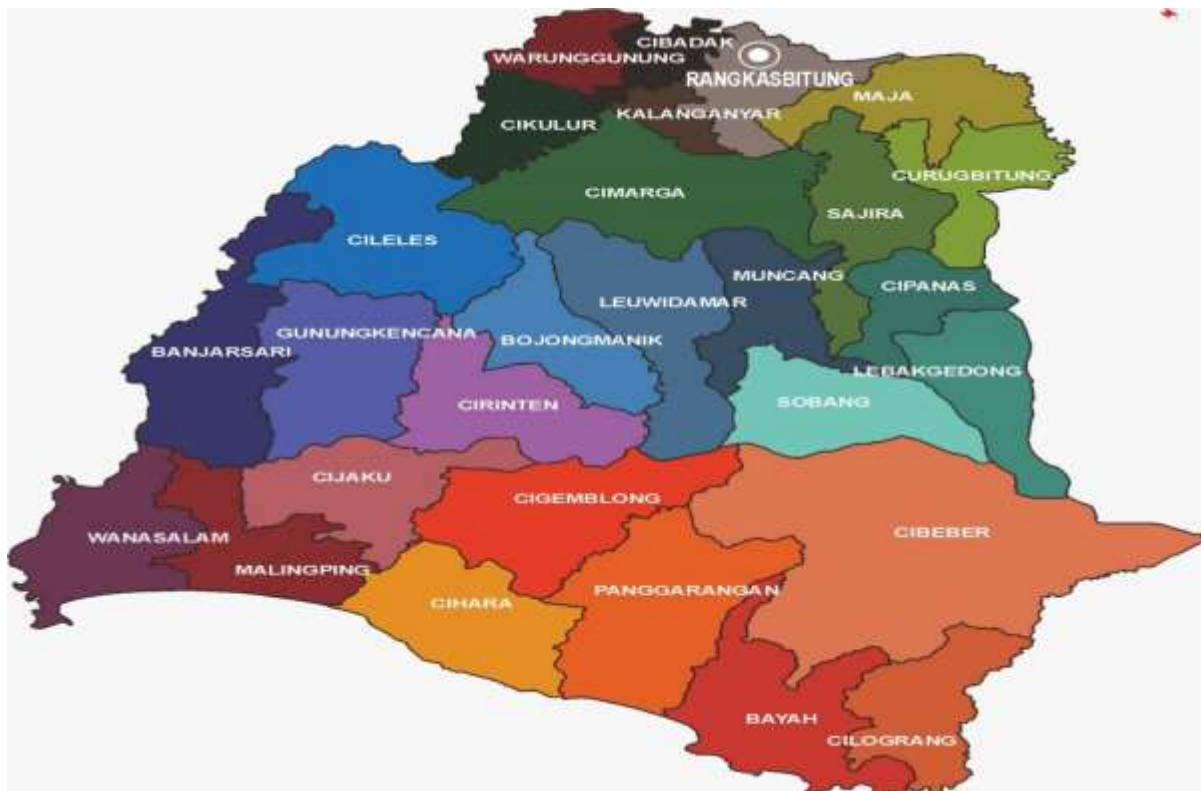 CIBADAK
WARUNGGUNUNG
RANGKASBITUNG
MAJA
KALANGANYAR
CIKULUR
CURUGBITUNG
CIMARGA
SAJIRA
CILELES
MUNCANG
CIPANAS
LEUWIDAMAR
GUNUNGKENCANA
BOJONGMANIK
BANJARSARI
LEBAKGEDONG
SOBANG
CIRINTEN
CIJAKU
CIGEMBLONG
CIBEBER
WANASALAM
MALINGPING
PANGGARANGAN
CIHARA
BAYAH
CILOGRANG